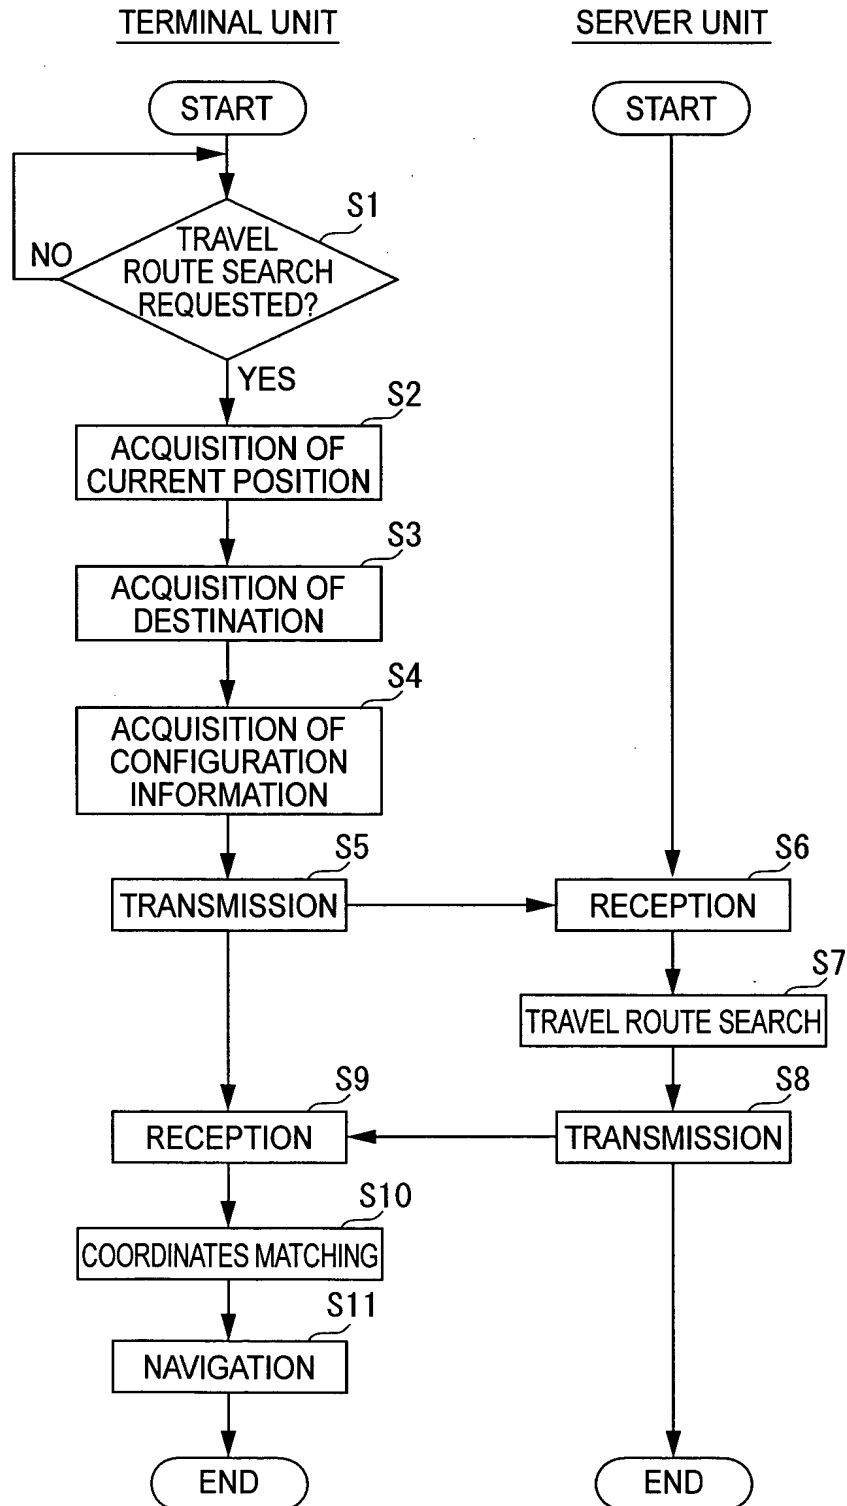 TERMINAL UNIT
SERVER UNIT
START
START
S1
TRAVEL
ROUTE SEARCH
REQUESTED?
NO
YES
S2
ACQUISITION OF
CURRENT POSITION
S3
ACQUISITION OF
DESTINATION
S4
ACQUISITION OF
CONFIGURATION
INFORMATION
S5
TRANSMISSION
S6
RECEPTION
S7
TRAVEL ROUTE SEARCH
S8
TRANSMISSION
S9
RECEPTION
S10
COORDINATES MATCHING
S11
NAVIGATION
END
END